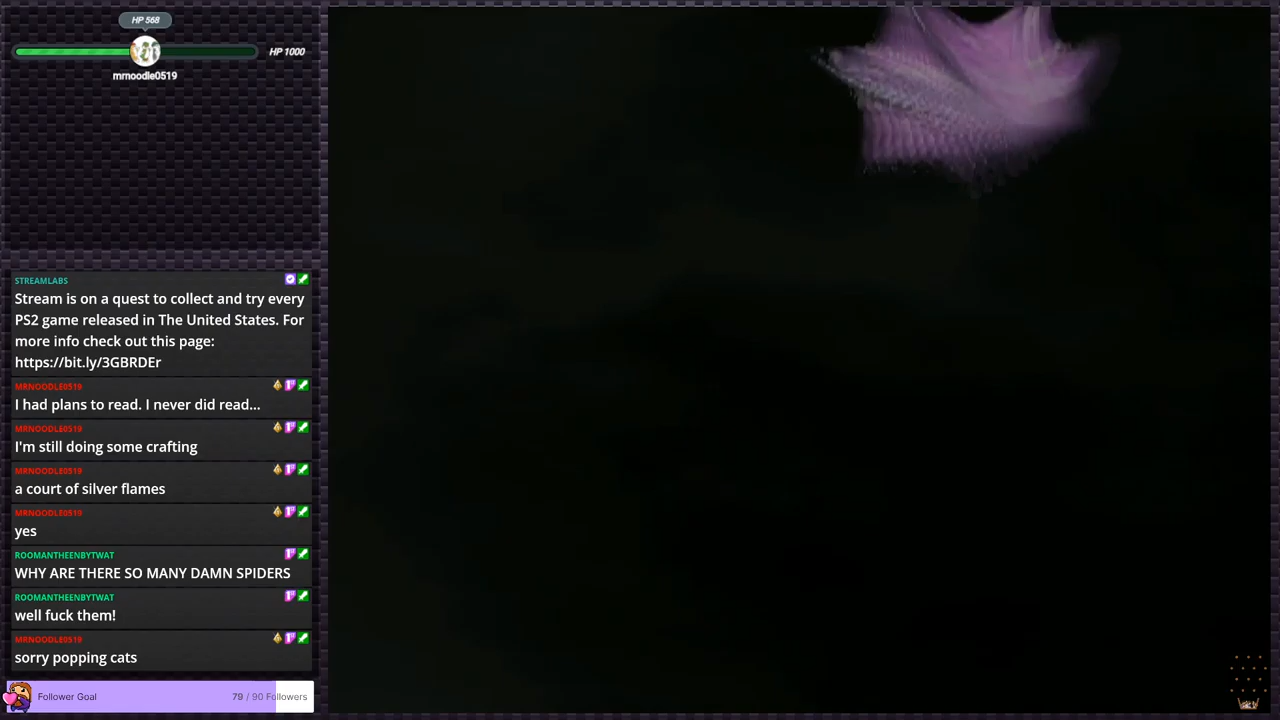 HP 568
HP 1000
mrnoodle0519
STREAMLABS
Stream is on a quest to collect and try every
PS2 game released in The United States. For
more info check out this page:
https://bit.ly/3GBRDEr
MRNOODLE0519
I had plans to read. I never did read...
MRNOODLE0519
I'm still doing some crafting
MRNOODLE0519
a court of silver flames
MRNOODLE0519
yes
ROOMANTHEENBYTWAT
WHY ARE THERE SO MANY DAMN SPIDERS
ROOMANTHEENBYTWAT
well fuck them!
MRNOODLE0519
sorry popping cats
Follower Goal 79 / 90 Followers